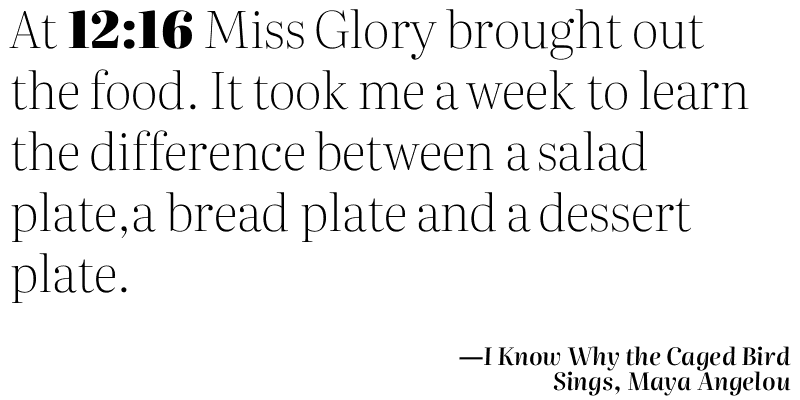 At 12:16 Miss Glory brought out
the food. It took me a week to learn
the difference between a salad
plate,a bread plate and a dessert
plate.
—I Know Why the Caged Bird
Sings, Maya Angelou